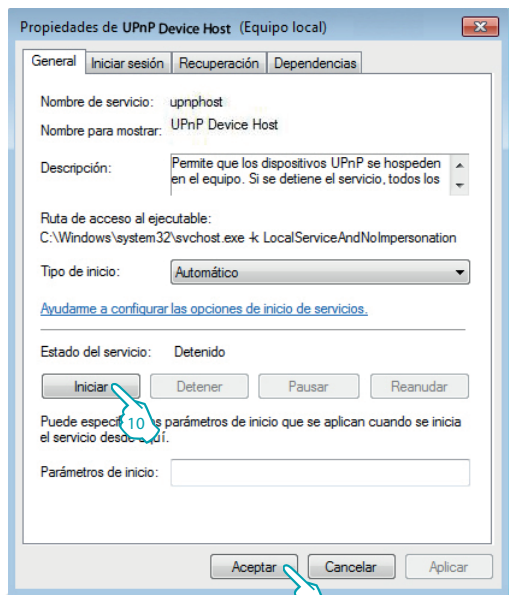 Propiedades de UPnP Device Host (Equipo local)
General Iniciar sesión Recuperación Dependencias
Nombre de servicio: upnphost
Nombre para mostrar: UPnP Device Host
Descripción: Permite que los dispositivos UPnP se hospeden
en el equipo. Si se detiene el servicio, todos los
Ruta de acceso al ejecutable:
C:\Windows\system32\svchost.exe -k LocalServiceAndNoImpersonation
Tipo de inicio: Automático
Ayudarme a configurar las opciones de inicio de servicios.
Estado del servicio: Detenido
Iniciar Detener Pausar Reanudar
10
Puede parámetros de inicio que se aplican cuando se inicia
el servicio desde aquí.
Parámetros de inicio:
Aceptar Cancelar Aplicar